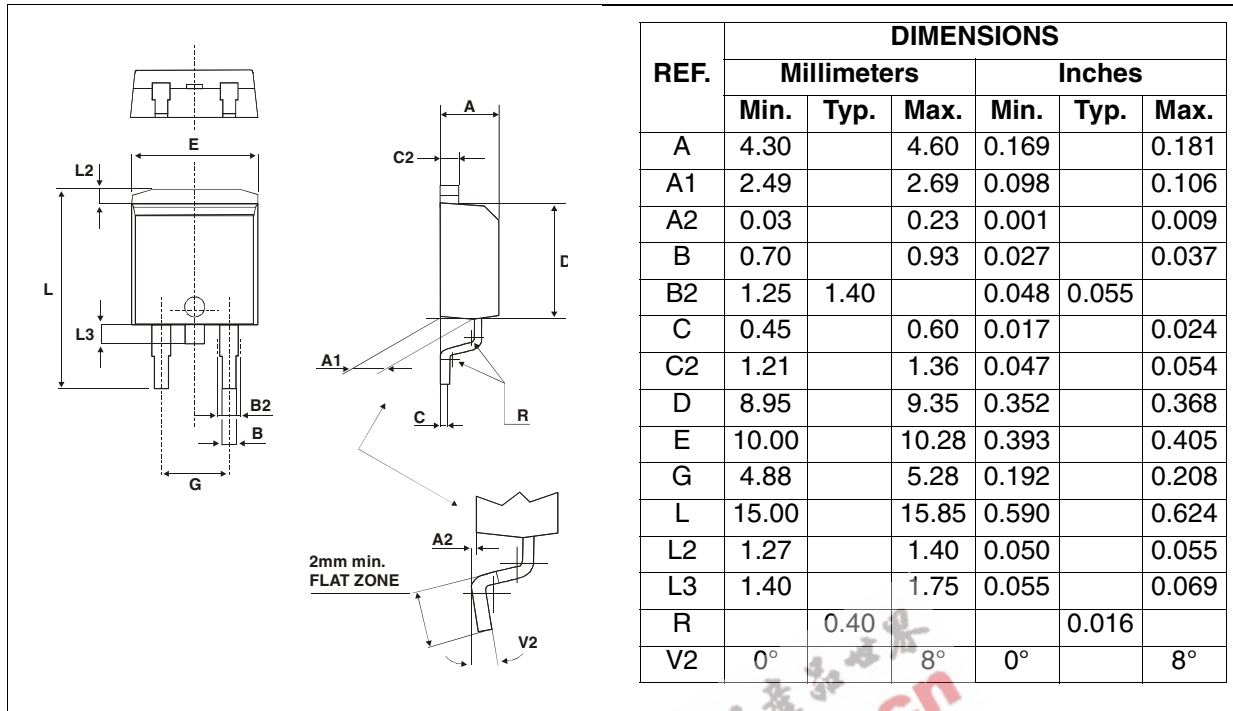 A
E
C2
L2
D
L
L3
A1
B2
R
C
B
G
A2
2mm min.
FLAT ZONE
V2
DIMENSIONS
REF. Millimeters Inches
Min. Typ. Max. Min. Typ. Max.
A 4.30 4.60 0.169 0.181
A1 2.49 2.69 0.098 0.106
A2 0.03 0.23 0.001 0.009
B 0.70 0.93 0.027 0.037
B2 1.25 1.40 0.048 0.055
C 0.45 0.60 0.017 0.024
C2 1.21 1.36 0.047 0.054
D 8.95 9.35 0.352 0.368
E 10.00 10.28 0.393 0.405
G 4.88 5.28 0.192 0.208
L 15.00 15.85 0.590 0.624
L2 1.27 1.40 0.050 0.055
L3 1.40 1.75 0.055 0.069
R 0.40 0.016
V2 0° 8° 0° 8°
品世界
cn